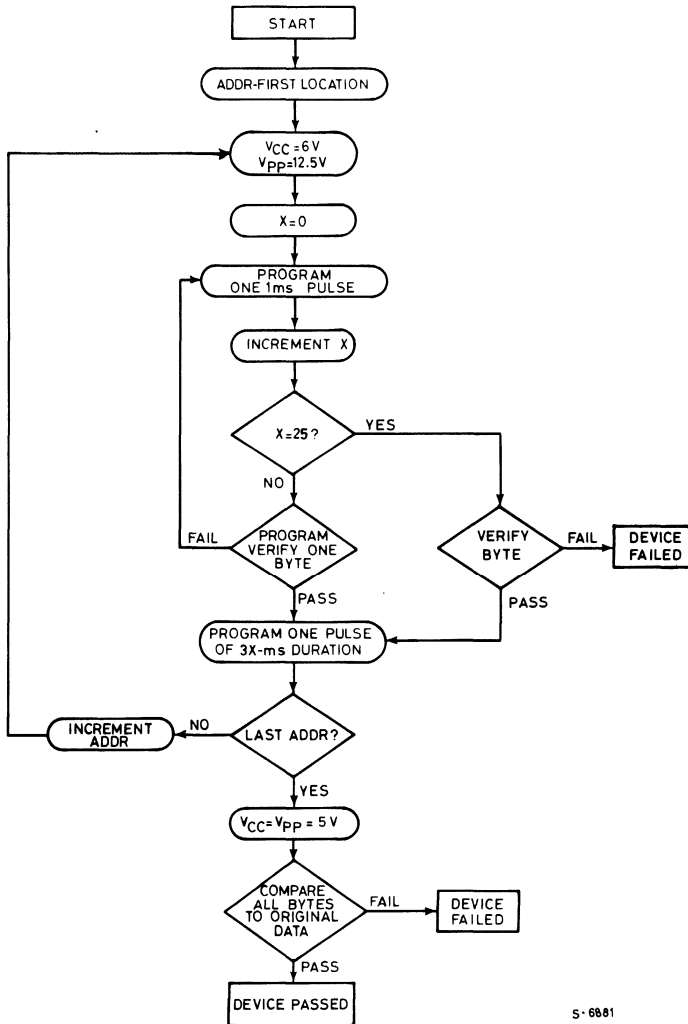 START
ADDR-FIRST LOCATION
VCC=6V
VPP=12.5V
X=0
PROGRAM
ONE 1ms PULSE
INCREMENT X
X=25?
YES
NO
PROGRAM
VERIFY ONE
BYTE
FAIL
VERIFY
BYTE
FAIL
DEVICE
FAILED
PASS
PASS
PROGRAM ONE PULSE
OF 3X-ms DURATION
LAST ADDR?
NO
INCREMENT
ADDR
YES
VCC=VPP=5V
COMPARE
ALL BYTES
TO ORIGINAL
DATA
FAIL
DEVICE
FAILED
PASS
DEVICE PASSED
S-6881